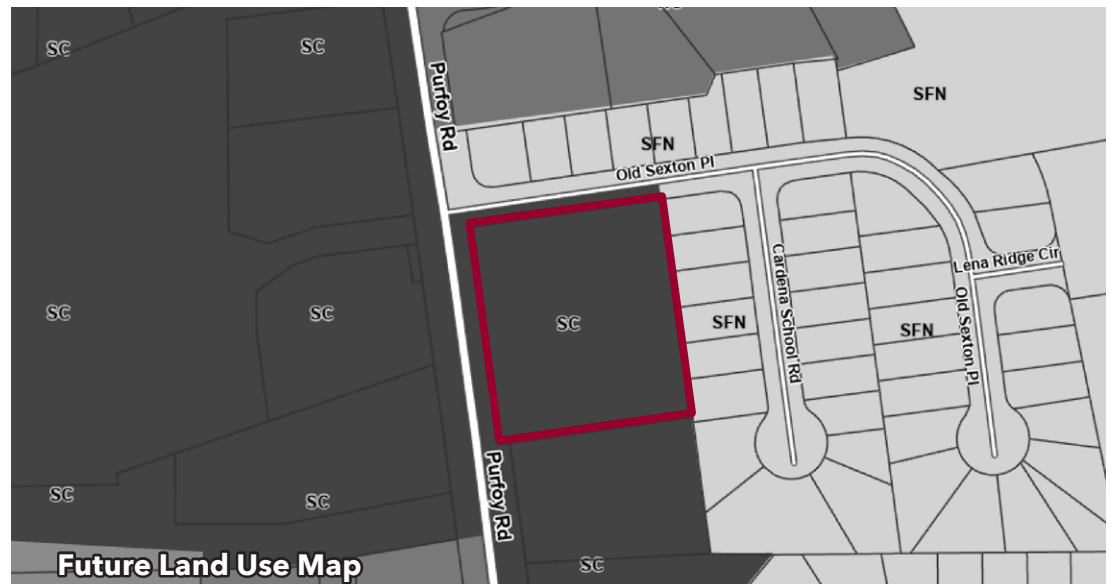 SC
SC
Purfoy Rd
SFN
SFN
Old Sexton Pl
Cardena School Rd
Lena Ridge Cir
SC
SC
SC
SFN
SFN
Old Sexton Pl
SC
SC
Purfoy Rd
Future Land Use Map
SC